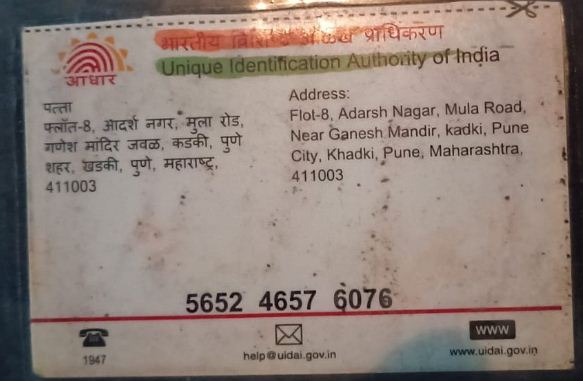 भारतीय विशिष्ट ओळख प्राधिकरण
Unique Identification Authority of India
आधार
पत्ता
फ्लॉट-8, आदर्श नगर, मुला रोड,
गणेश मांदिर जवळ, कडकी, पुणे
शहर, खडकी, पुणे, महाराष्ट्र,
411003
Address:
Flot-8, Adarsh Nagar, Mula Road,
Near Ganesh Mandir, kadki, Pune
City, Khadki, Pune, Maharashtra,
411003
5652 4657 6076
1947
help@uidai.gov.in
www
www.uidai.gov.in